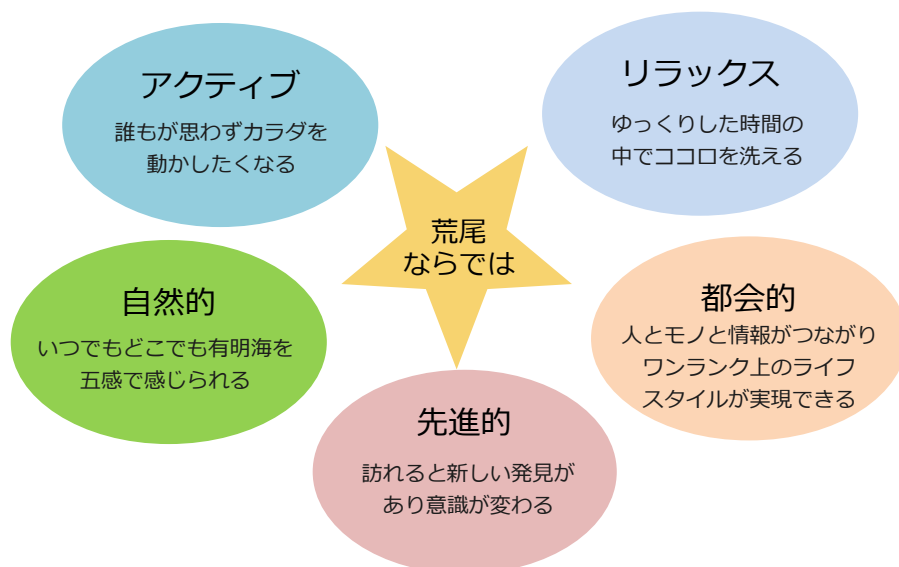 アクティブ
誰もが思わずカラダを
動かしたくなる
リラックス
ゆっくりした時間の
中でココロを洗える
荒尾
ならでは
自然的
いつでもどこでも有明海を
五感で感じられる
都会的
人とモノと情報がつながり
ワンランク上のライフ
スタイルが実現できる
先進的
訪れると新しい発見が
あり意識が変わる